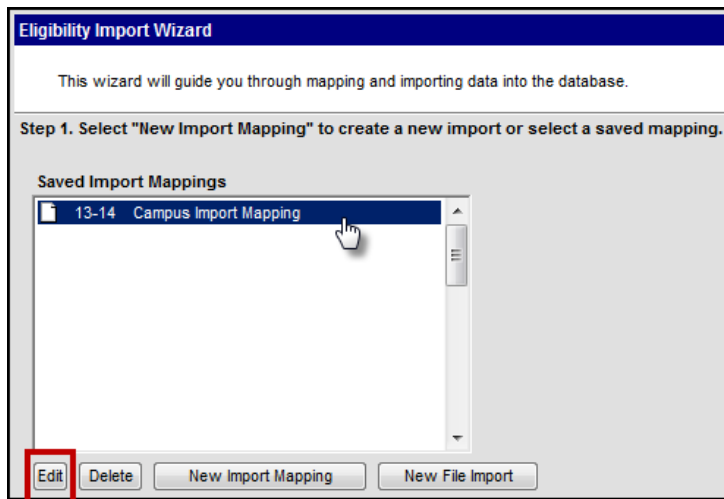 Eligibility Import Wizard
This wizard will guide you through mapping and importing data into the database.
Step 1. Select "New Import Mapping" to create a new import or select a saved mapping.
Saved Import Mappings
13-14 Campus Import Mapping
Edit Delete New Import Mapping New File Import